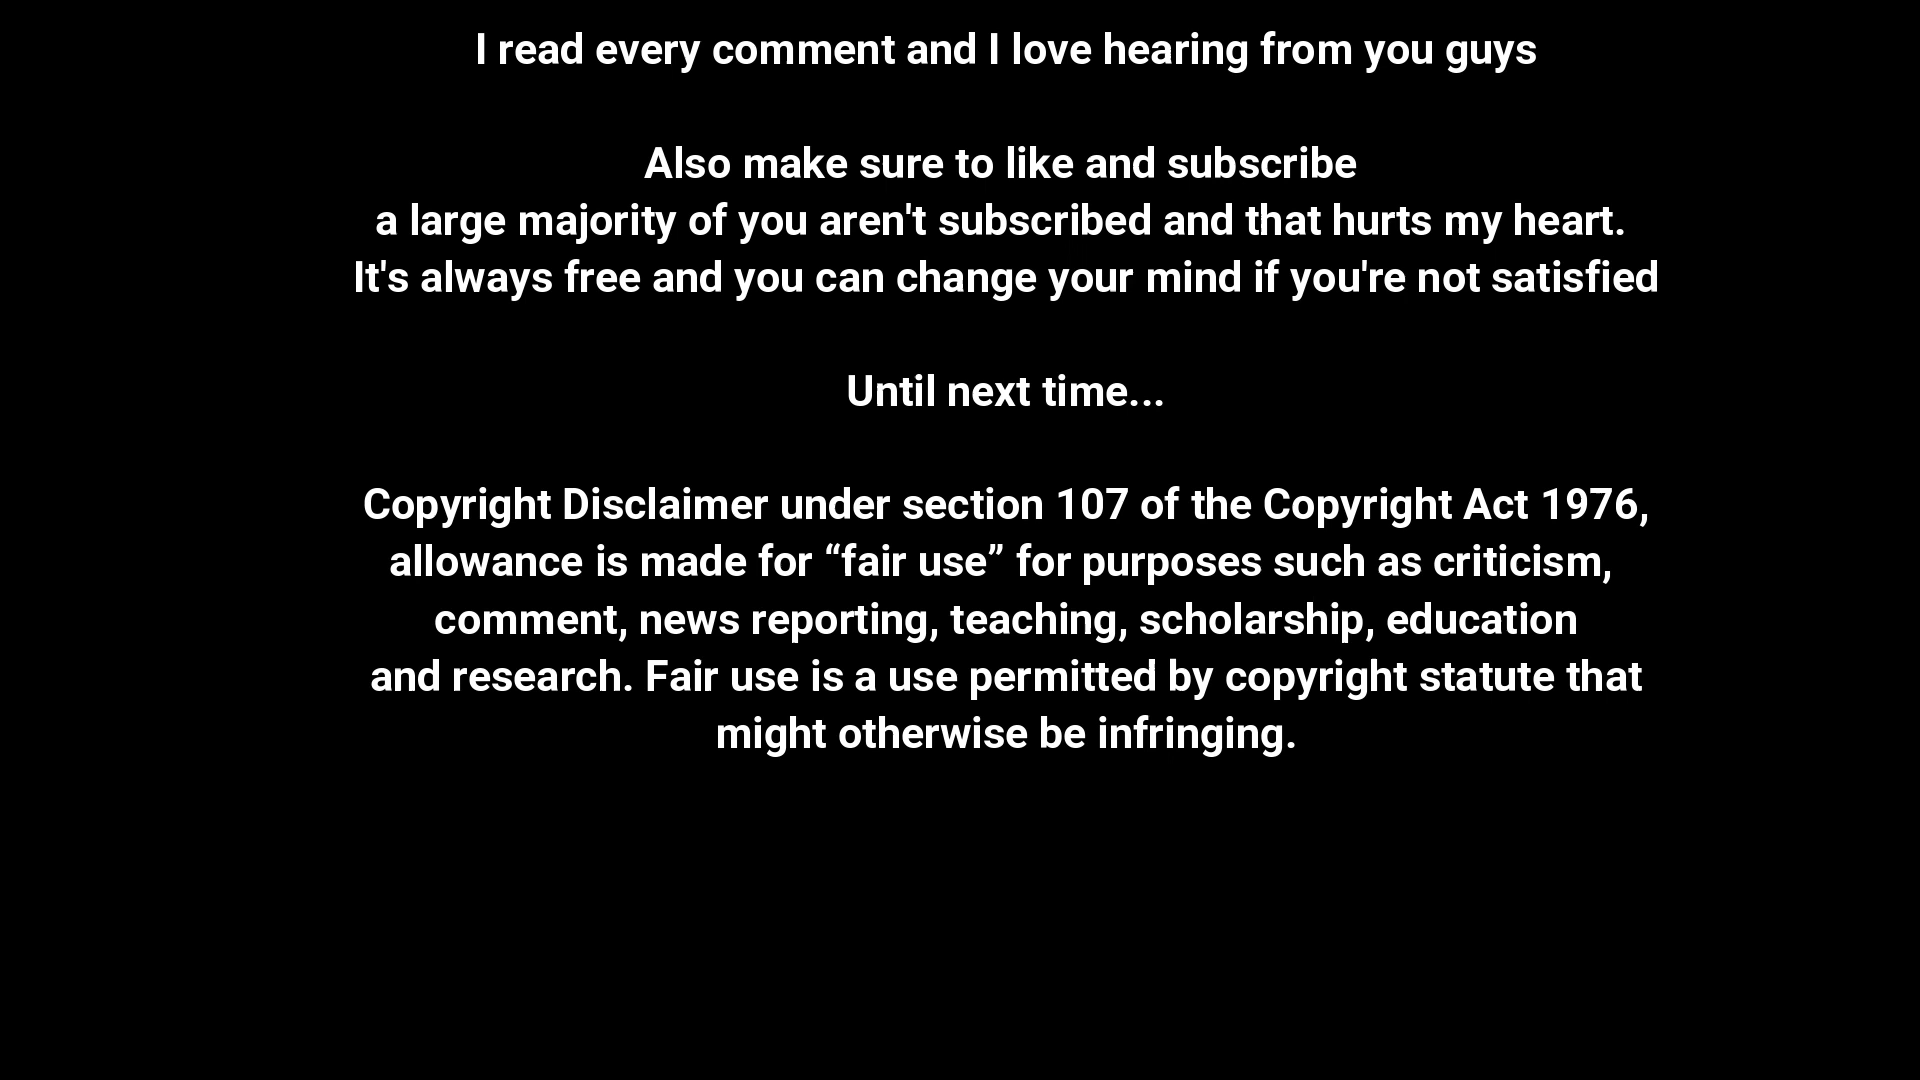 I read every comment and I love hearing from you guys
Also make sure to like and subscribe
a large majority of you aren't subscribed and that hurts my heart.
It's always free and you can change your mind if you're not satisfied
Until next time...
Copyright Disclaimer under section 107 of the Copyright Act 1976,
allowance is made for “fair use” for purposes such as criticism,
comment, news reporting, teaching, scholarship, education
and research. Fair use is a use permitted by copyright statute that
might otherwise be infringing.